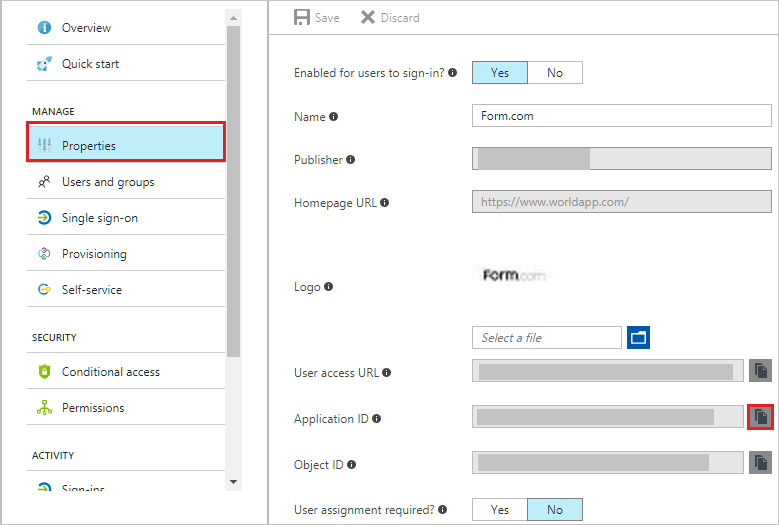 Overview
Quick start
MANAGE
Properties
Users and groups
Single sign-on
Provisioning
Self-service
SECURITY
Conditional access
Permissions
ACTIVITY
Sign-ins
Save Discard
Enabled for users to sign-in? Yes No
Name Form.com
Publisher
Homepage URL https://www.worldapp.com/
Logo Form.com
Select a file
User access URL
Application ID
Object ID
User assignment required? Yes No